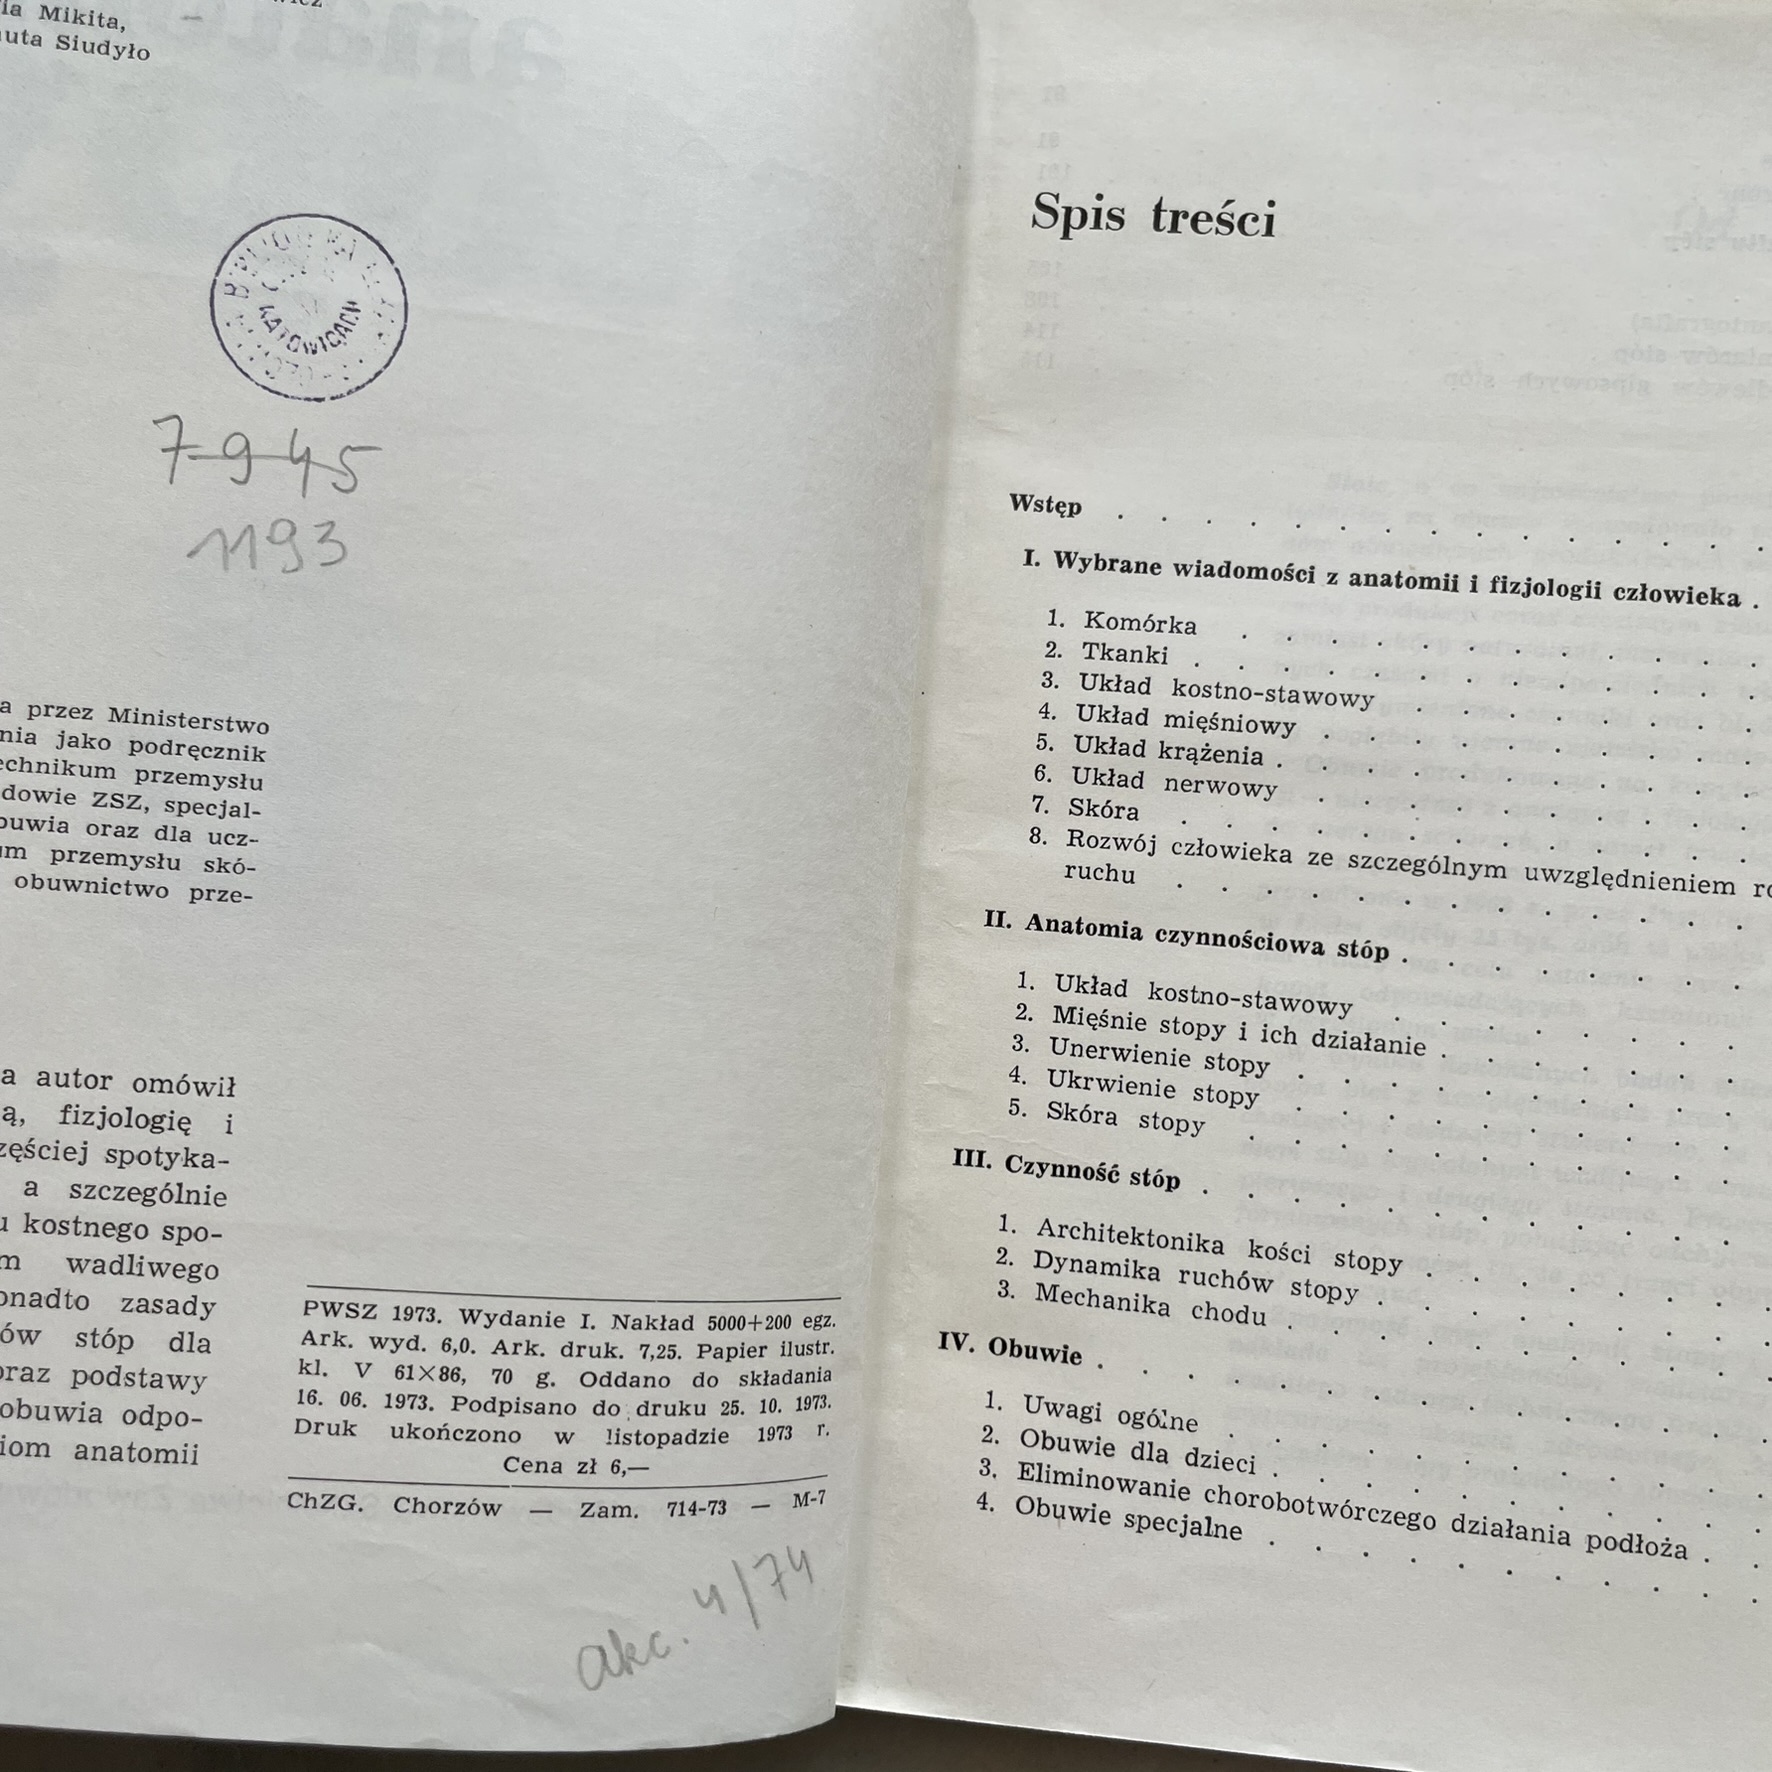 ia Mikita,
uta Siudyło
KATOWICACH
7945
1193
a przez Ministerstwo
nia jako podręcznik
echnikum przemysłu
dowie ZSZ, specjal-
buwia oraz dla ucz-
um przemysłu skó-
obuwnictwo prze-
a autor omówił
ą, fizjologię i
zęściej spotyka-
a szczególnie
u kostnego spo-
m wadliwego
onadto zasady
ów stóp dla
oraz podstawy
obuwia odpo-
iom anatomii
PWSZ 1973. Wydanie I. Nakład 5000+200 egz.
Ark. wyd. 6,0. Ark. druk. 7,25. Papier ilustr.
kl. V 61×86, 70 g. Oddano do składania
16. 06. 1973. Podpisano do druku 25. 10. 1973.
Druk ukończono w listopadzie 1973 r.
Cena zł 6,—
ChZG. Chorzów — Zam. 714-73 — M-7
akc. 4/74
Spis treści
Wstęp
I. Wybrane wiadomości z anatomii i fizjologii człowieka
1. Komórka
2. Tkanki
3. Układ kostno-stawowy
4. Układ mięśniowy
5. Układ krążenia
6. Układ nerwowy
7. Skóra
8. Rozwój człowieka ze szczególnym uwzględnieniem ro
ruchu
II. Anatomia czynnościowa stóp
1. Układ kostno-stawowy
2. Mięśnie stopy i ich działanie
3. Unerwienie stopy
4. Ukrwienie stopy
5. Skóra stopy
III. Czynność stóp
1. Architektonika kości stopy
2. Dynamika ruchów stopy
3. Mechanika chodu
IV. Obuwie
1. Uwagi ogólne
2. Obuwie dla dzieci
3. Eliminowanie chorobotwórczego działania podłoża
4. Obuwie specjalne